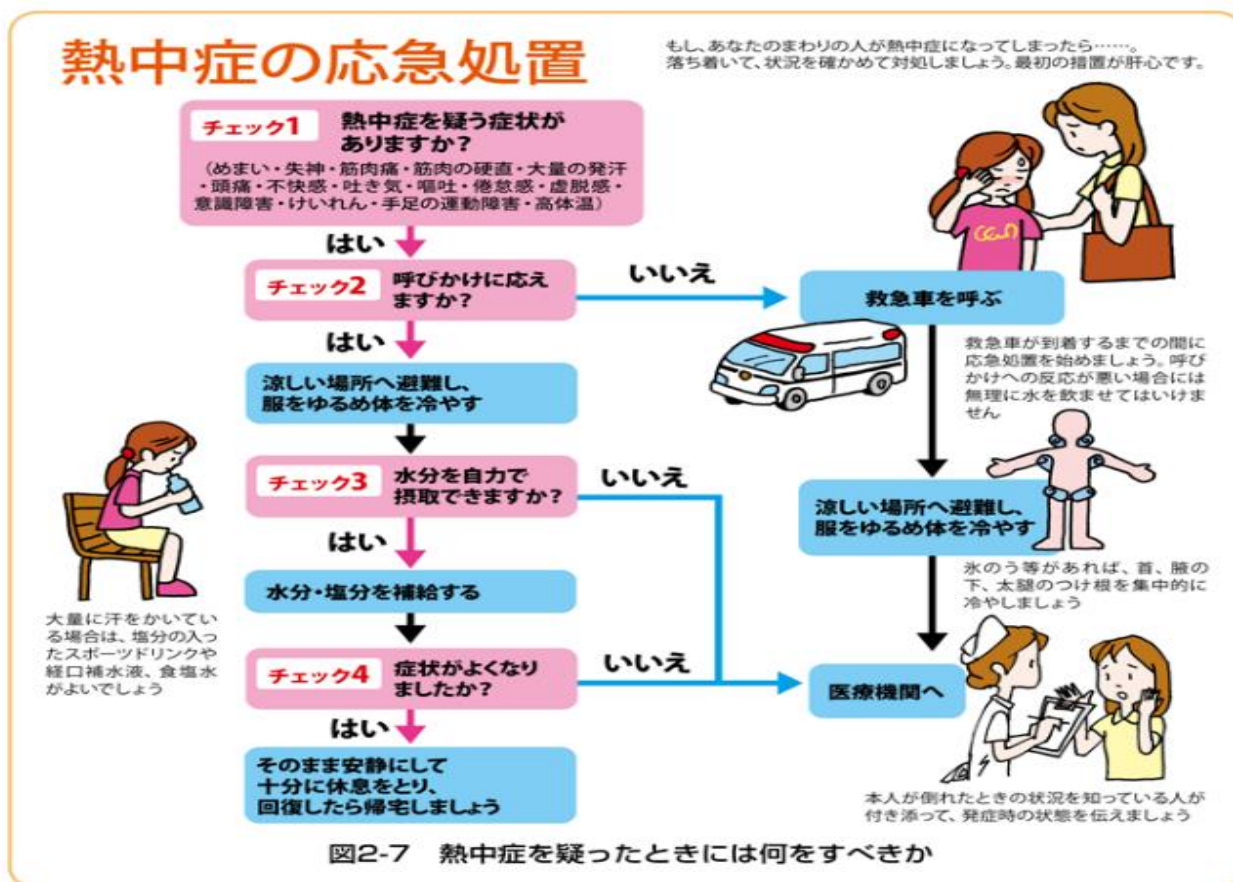 熱中症の応急処置
もし、あなたのまわりの人が熱中症になってしまったら……。
落ち着いて、状況を確かめて対処しましょう。最初の措置が肝心です。
チェック1 熱中症を疑う症状が
ありますか?
(めまい・失神・筋肉痛・筋肉の硬直・大量の発汗
・頭痛・不快感・吐き気・嘔吐・倦怠感・虚脱感・
意識障害・けいれん・手足の運動障害・高体温)
はい
チェック2 呼びかけに応え
ますか?
いいえ
救急車を呼ぶ
はい
救急車が到着するまでの間に
応急処置を始めましょう。呼び
かけへの反応が悪い場合には
無理に水を飲ませてはいけま
せん
涼しい場所へ避難し、
服をゆるめ体を冷やす
チェック3 水分を自力で
摂取できますか?
いいえ
涼しい場所へ避難し、
服をゆるめ体を冷やす
はい
氷のう等があれば、首、腋の
下、太腿のつけ根を集中的に
冷やしましょう
水分・塩分を補給する
大量に汗をかいてい
る場合は、塩分の入っ
たスポーツドリンクや
経口補水液、食塩水
がよいでしょう
チェック4 症状がよくなり
ましたか?
いいえ
医療機関へ
はい
そのまま安静にして
十分に休息をとり、
回復したら帰宅しましょう
本人が倒れたときの状況を知っている人が
付き添って、発症時の状態を伝えましょう
図2-7 熱中症を疑ったときには何をすべきか